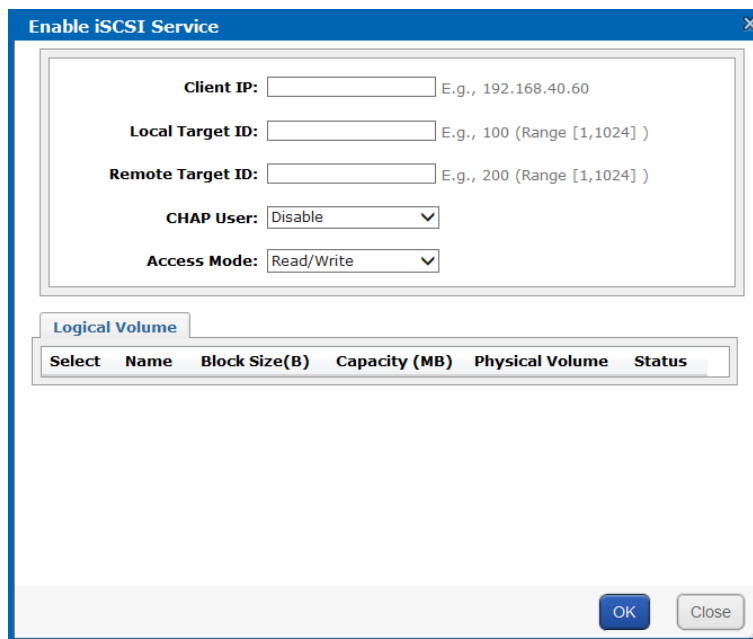 Enable iSCSI Service
Client IP: E.g., 192.168.40.60
Local Target ID: E.g., 100 (Range [1,1024] )
Remote Target ID: E.g., 200 (Range [1,1024] )
CHAP User: Disable
Access Mode: Read/Write
Logical Volume
Select Name Block Size(B) Capacity (MB) Physical Volume Status
OK Close